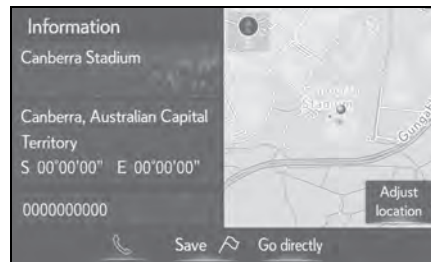 Information
Canberra Stadium
Canberra, Australian Capital
Territory
S 00°00'00" E 00°00'00"
0000000000
Stadium
Adjust
location
Save Go directly